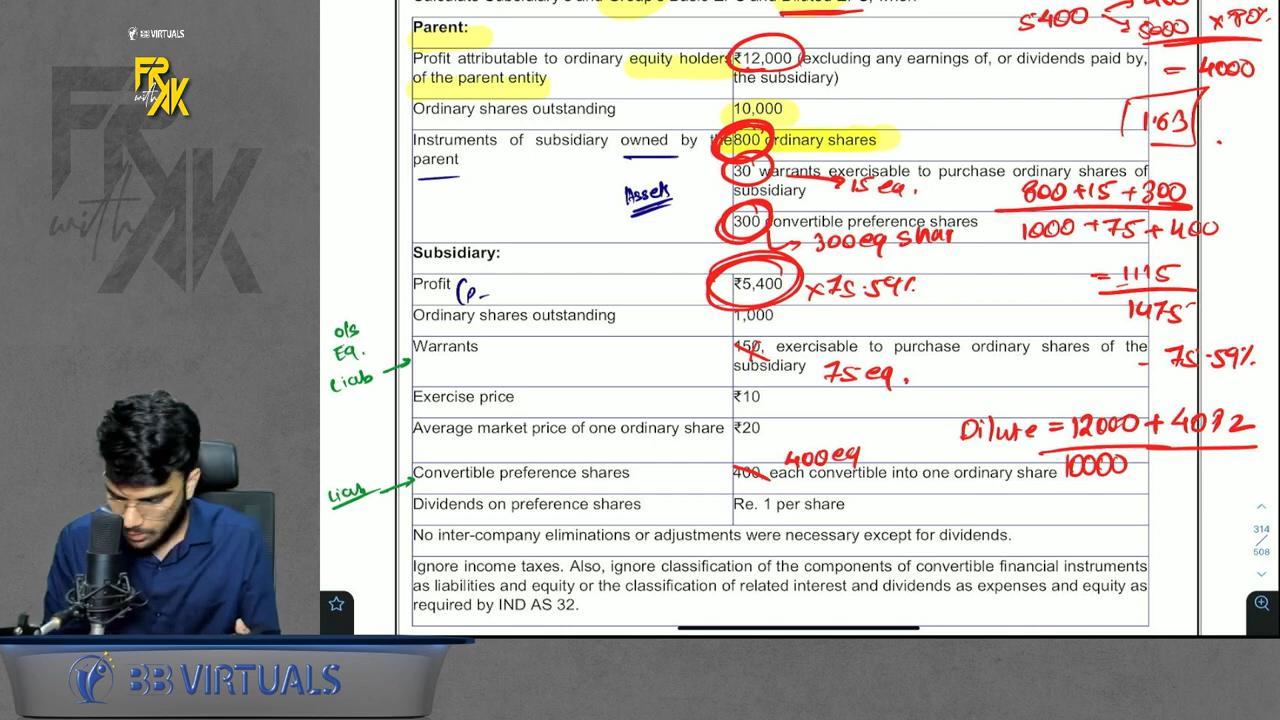 BB VIRTUALS
FR
with
AK
Parent:
Profit attributable to ordinary equity holders of the parent entity
₹12,000 (excluding any earnings of, or dividends paid by, the subsidiary)
Ordinary shares outstanding
10,000
Instruments of subsidiary owned by the parent
800 ordinary shares
30 warrants exercisable to purchase ordinary shares of subsidiary
→ 15 eq.
Asset
300 convertible preference shares
→ 300 eq shar
Subsidiary:
Profit (P-
₹5,400
x 75.59%
Ordinary shares outstanding
1,000
Warrants
150, exercisable to purchase ordinary shares of the subsidiary
75 eq.
Exercise price
₹10
Average market price of one ordinary share
₹20
400 eq
Convertible preference shares
400, each convertible into one ordinary share
Dividends on preference shares
Re. 1 per share
No inter-company eliminations or adjustments were necessary except for dividends.
Ignore income taxes. Also, ignore classification of the components of convertible financial instruments
as liabilities and equity or the classification of related interest and dividends as expenses and equity as
required by IND AS 32.
5400
5000 x 80%
= 4000
1.63
800 + 15 + 300
1000 + 75 + 400
= 1115
1475
75.59%
Dilute = 12000 + 4082
10000
o/s
Eq.
Liab
Liab
314
508
BB VIRTUALS